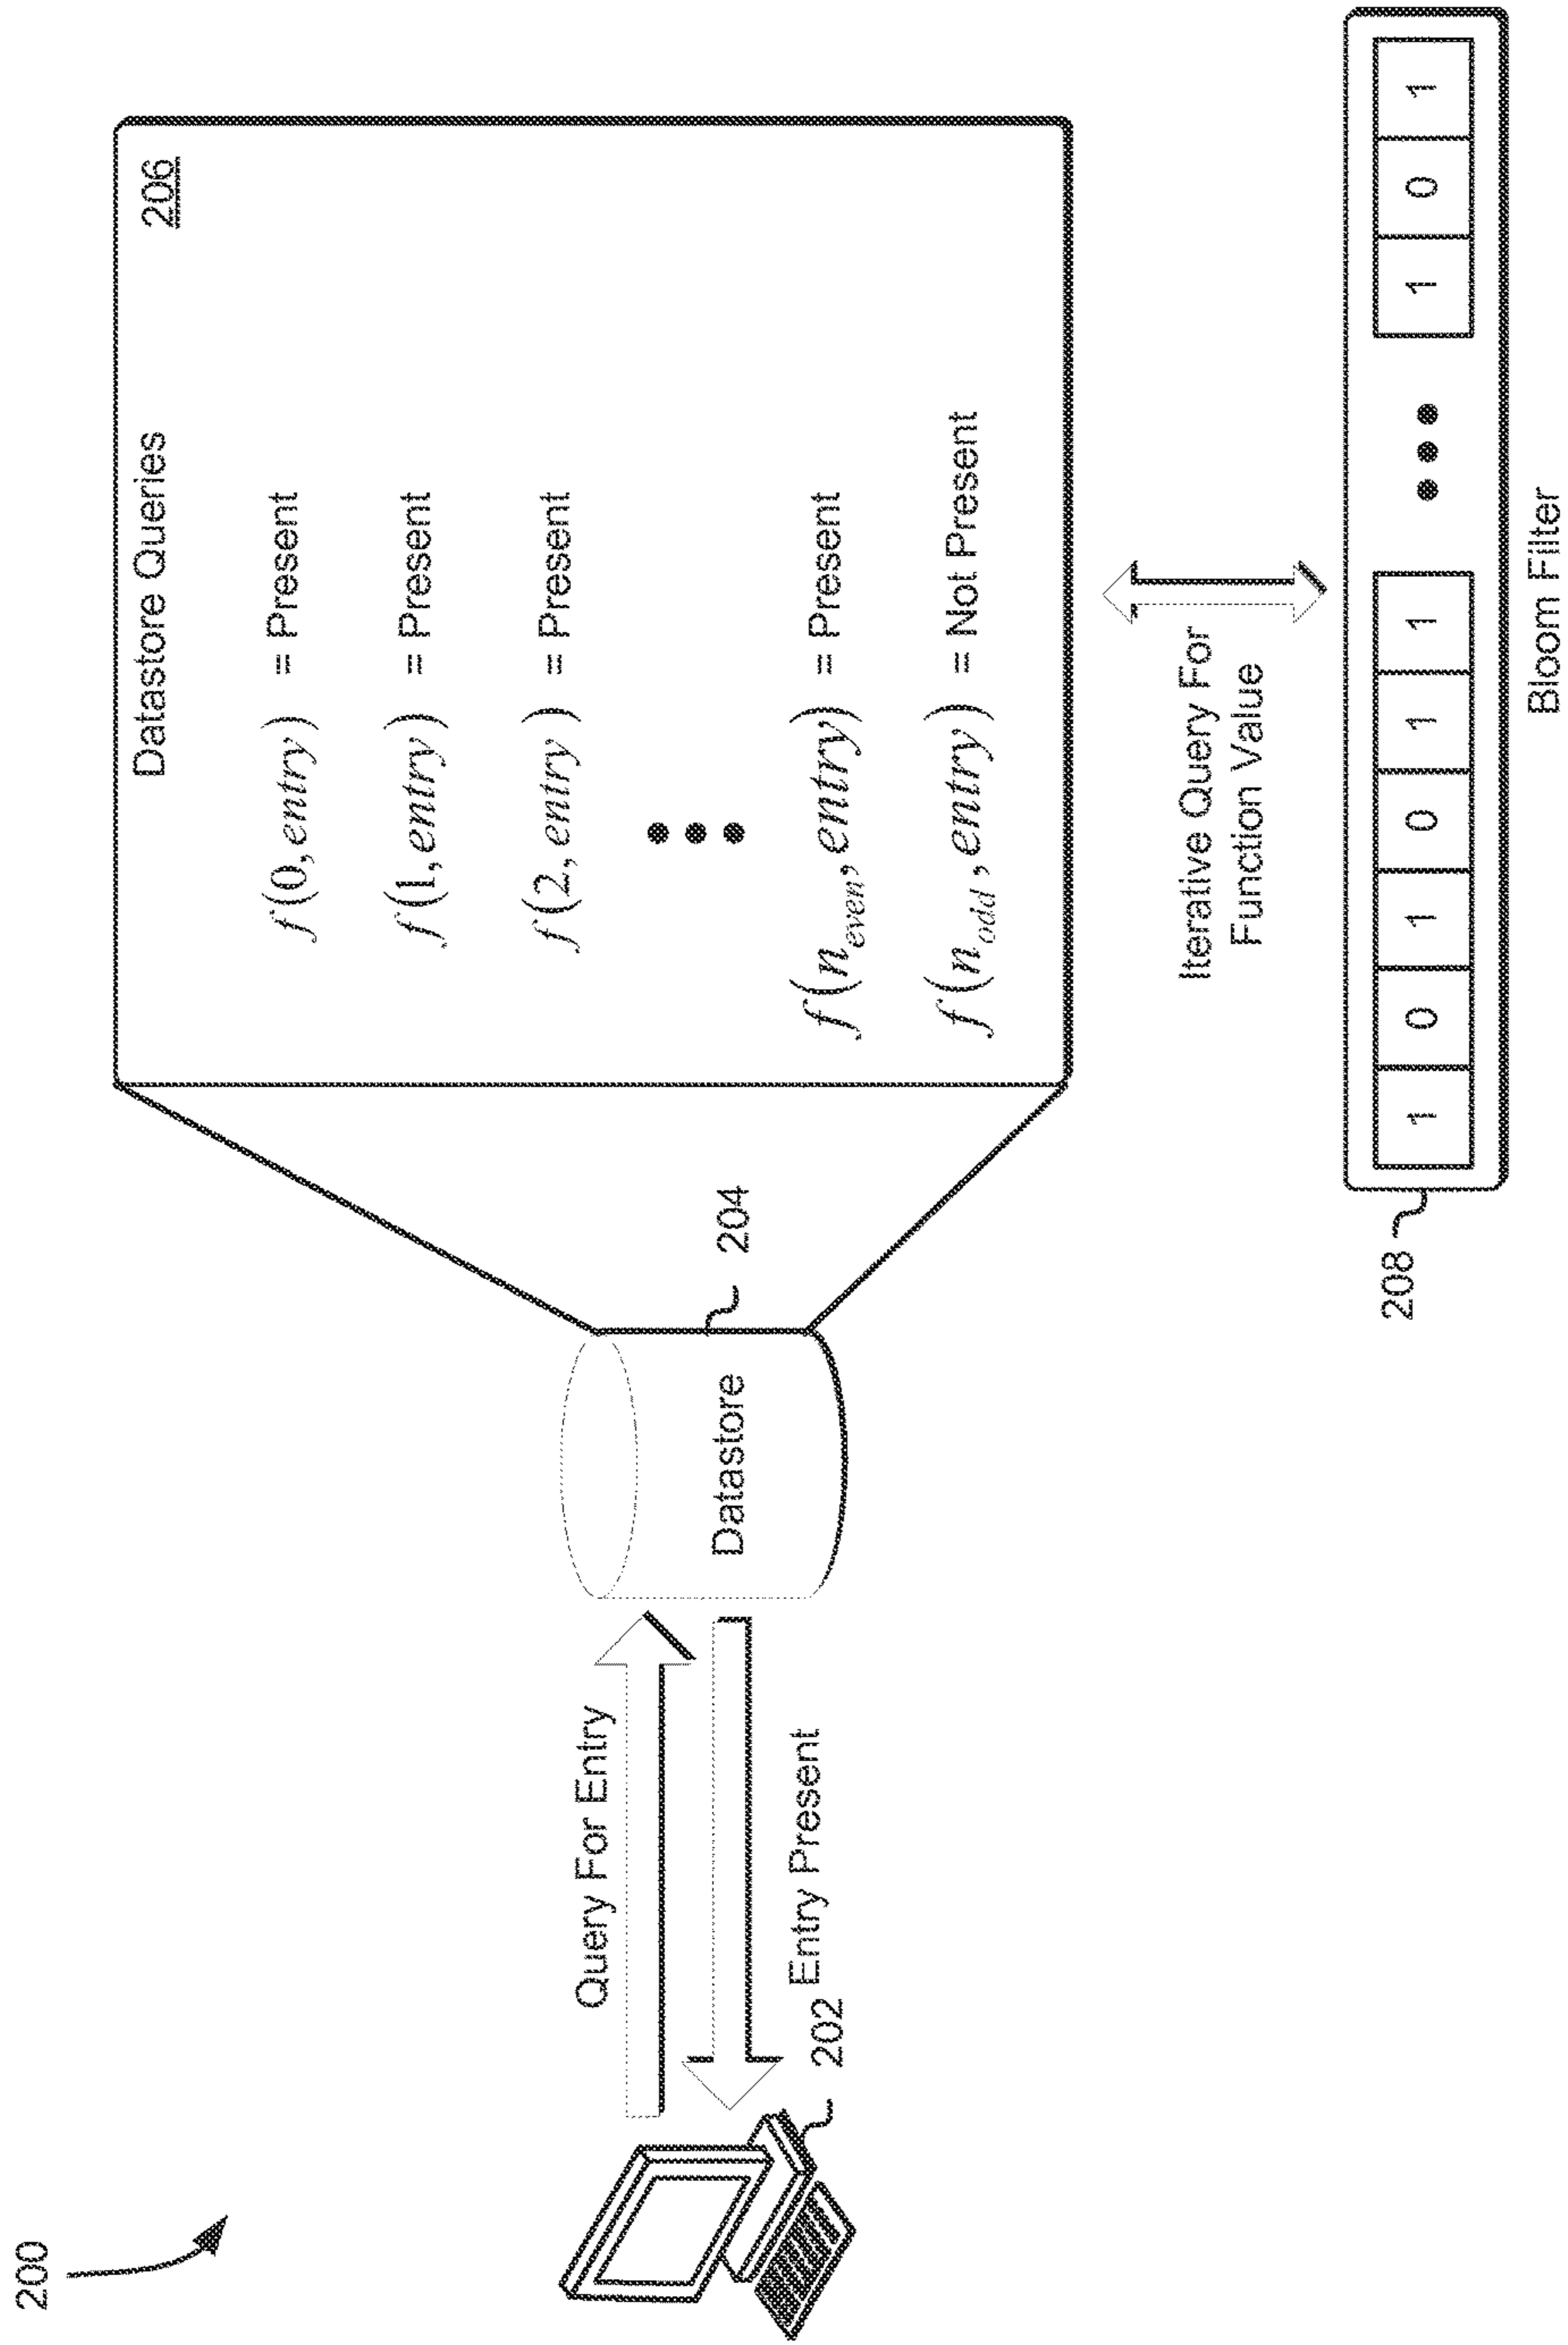 200
Datastore Queries
206
f(0, entry) = Present
f(1, entry) = Present
f(2, entry) = Present
f(n_even, entry) = Present
f(n_odd, entry) = Not Present
Query For Entry
Datastore
204
Entry Present
202
Iterative Query For
Function Value
208
1 0 1 0 1 1 ••• 1 0 1
Bloom Filter